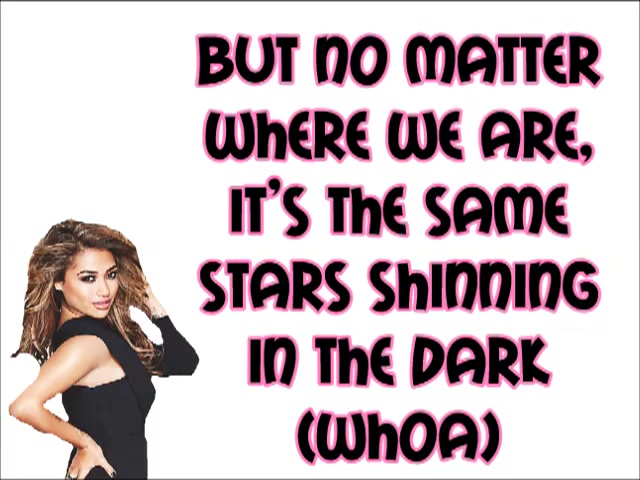 BUT NO MATTER
WHERE WE ARE,
IT'S THE SAME
STARS SHINNING
IN THE DARK
(WHOA)